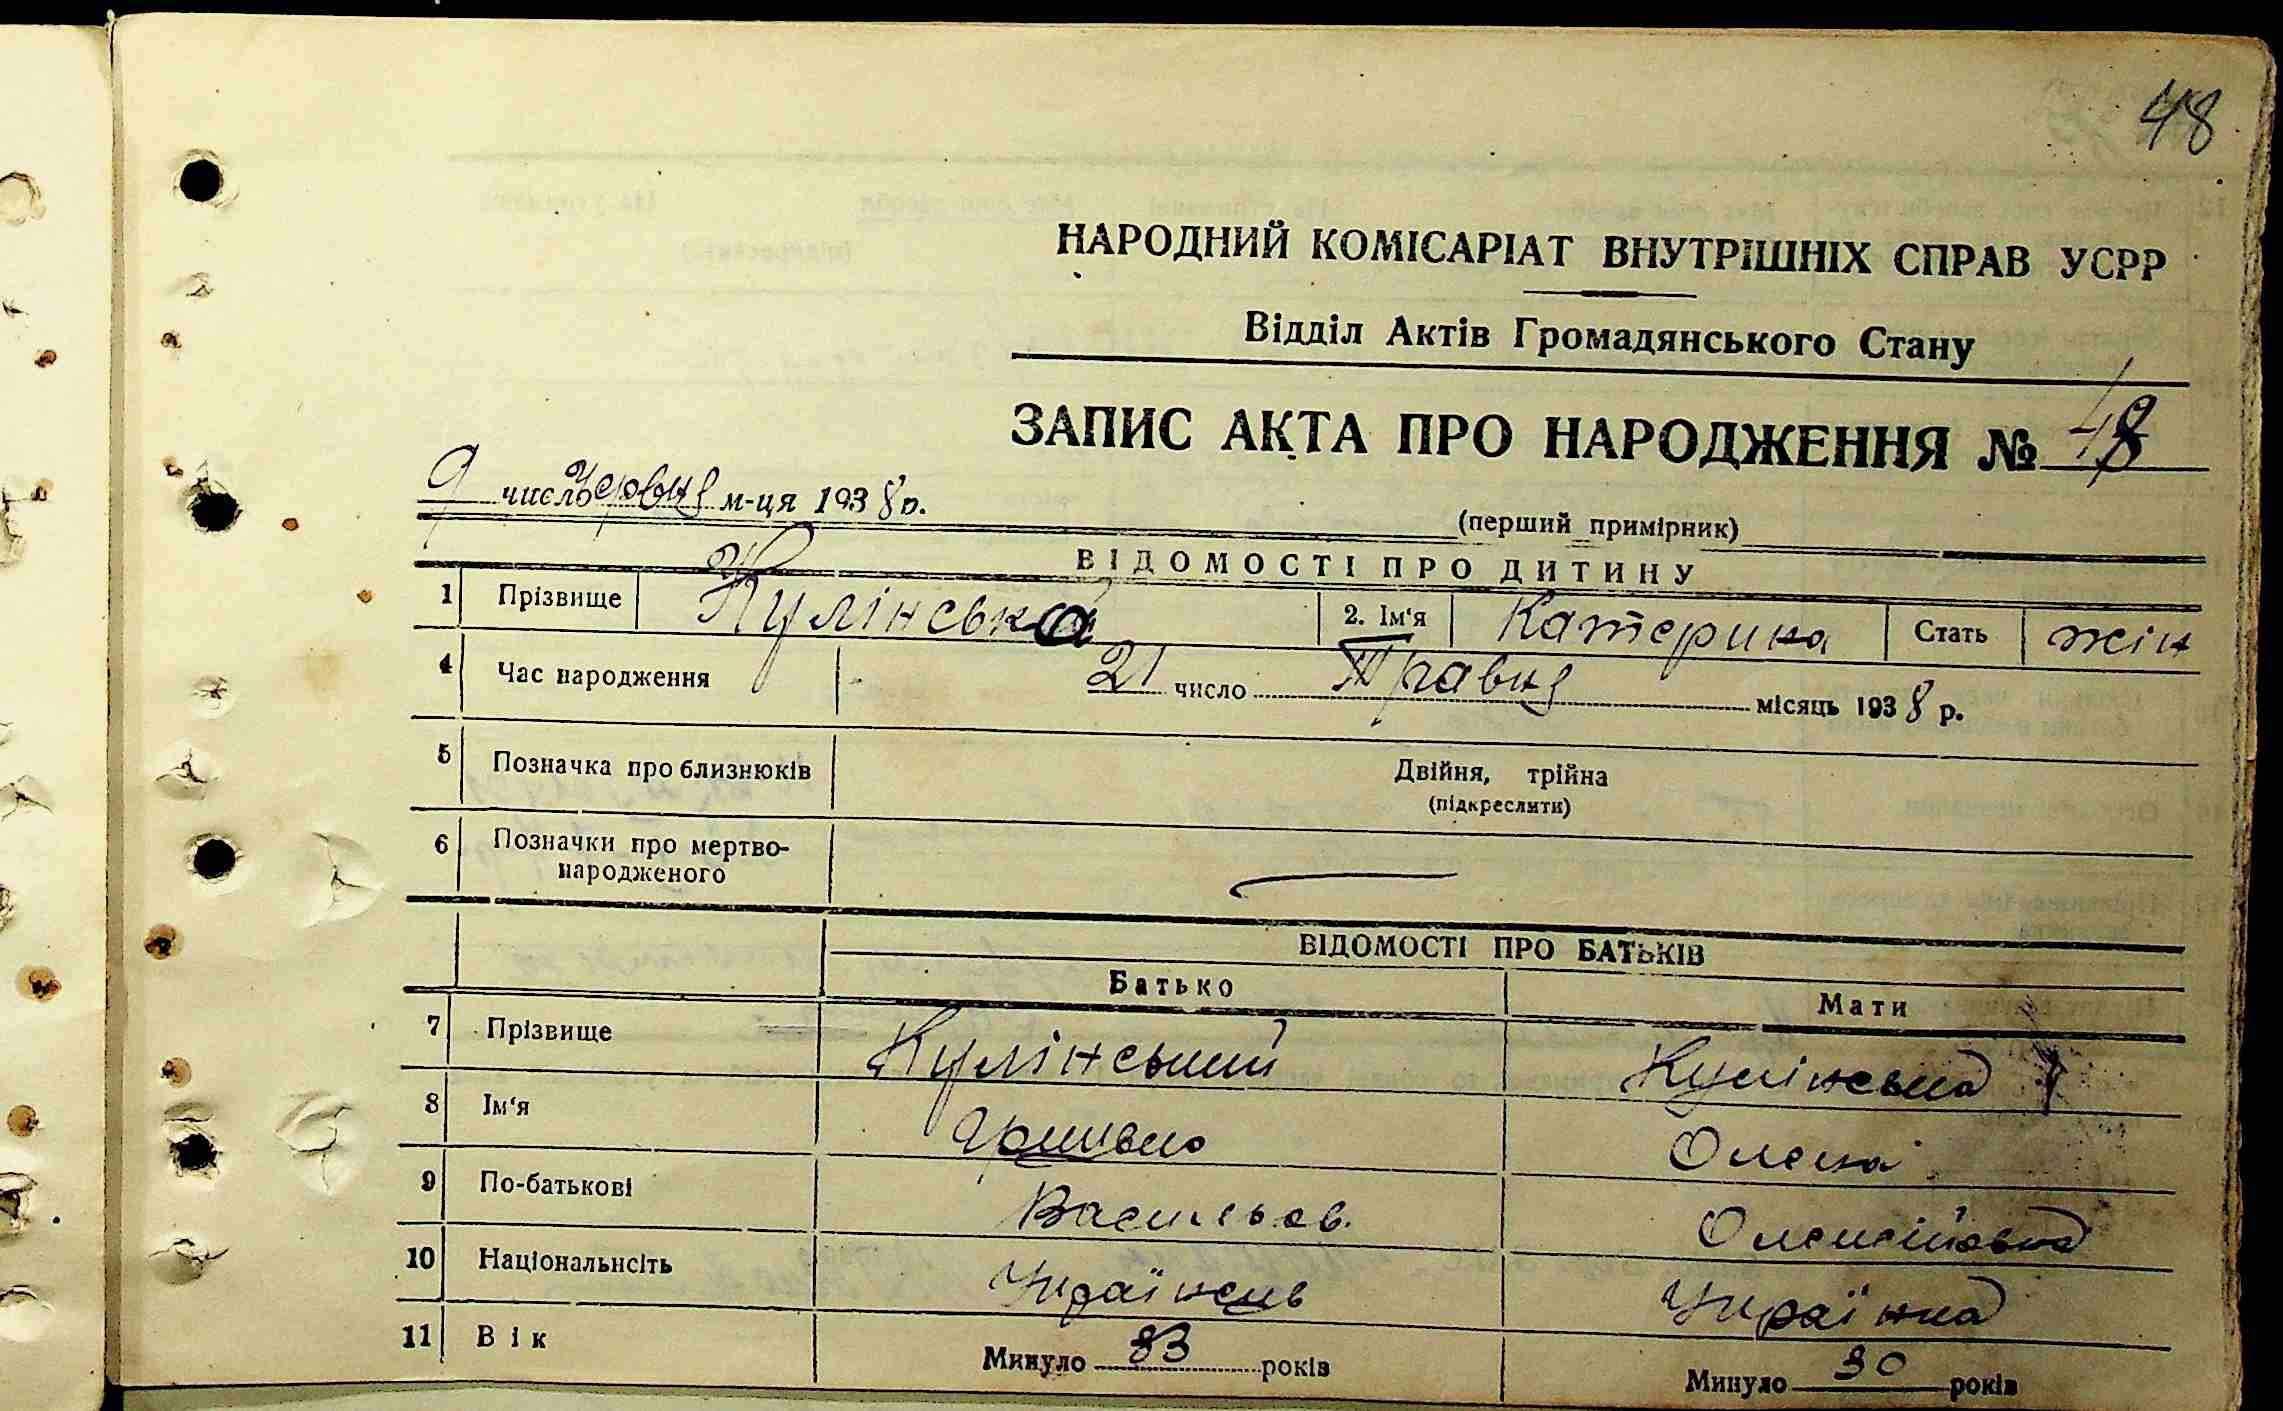 48
НАРОДНИЙ КОМІСАРІАТ ВНУТРІШНІХ СПРАВ УСРР
Відділ Актів Громадянського Стану
ЗАПИС АКТА ПРО НАРОДЖЕННЯ № 48
9 число Червня м-ця 1938 р.
(перший примірник)
ВІДОМОСТІ ПРО ДИТИНУ
1 Прізвище Кулінська 2. Ім'я Катерина Стать жін
4 Час народження 21 число Травня місяць 1938 р.
5 Позначка про близнюків Двійня, трійна
(підкреслити)
6 Позначки про мертво-
народженого
ВІДОМОСТІ ПРО БАТЬКІВ
Батько Мати
7 Прізвище Кулінський Кулінська
8 Ім'я Олена
9 По-батькові Васильов. Олексіївна
10 Національнсіть Українець Українка
11 Вік Минуло 33 років Минуло 30 років